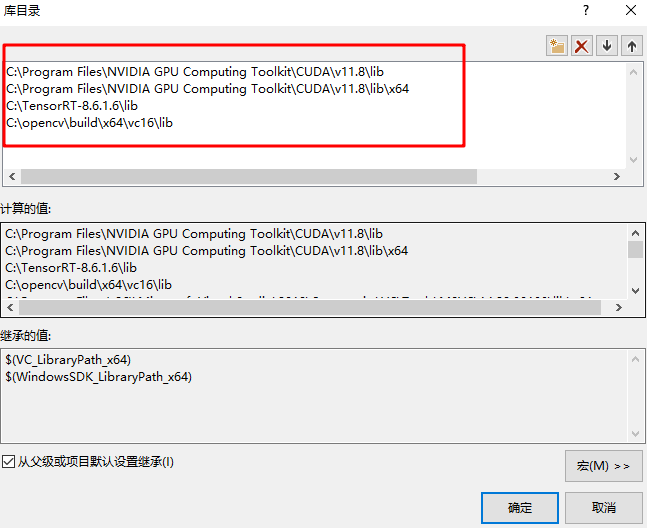 库目录
C:\Program Files\NVIDIA GPU Computing Toolkit\CUDA\v11.8\lib
C:\Program Files\NVIDIA GPU Computing Toolkit\CUDA\v11.8\lib\x64
C:\TensorRT-8.6.1.6\lib
C:\opencv\build\x64\vc16\lib
计算的值:
C:\Program Files\NVIDIA GPU Computing Toolkit\CUDA\v11.8\lib
C:\Program Files\NVIDIA GPU Computing Toolkit\CUDA\v11.8\lib\x64
C:\TensorRT-8.6.1.6\lib
C:\opencv\build\x64\vc16\lib
继承的值:
$(VC_LibraryPath_x64)
$(WindowsSDK_LibraryPath_x64)
从父级或项目默认设置继承(I)
宏(M) >>
确定
取消